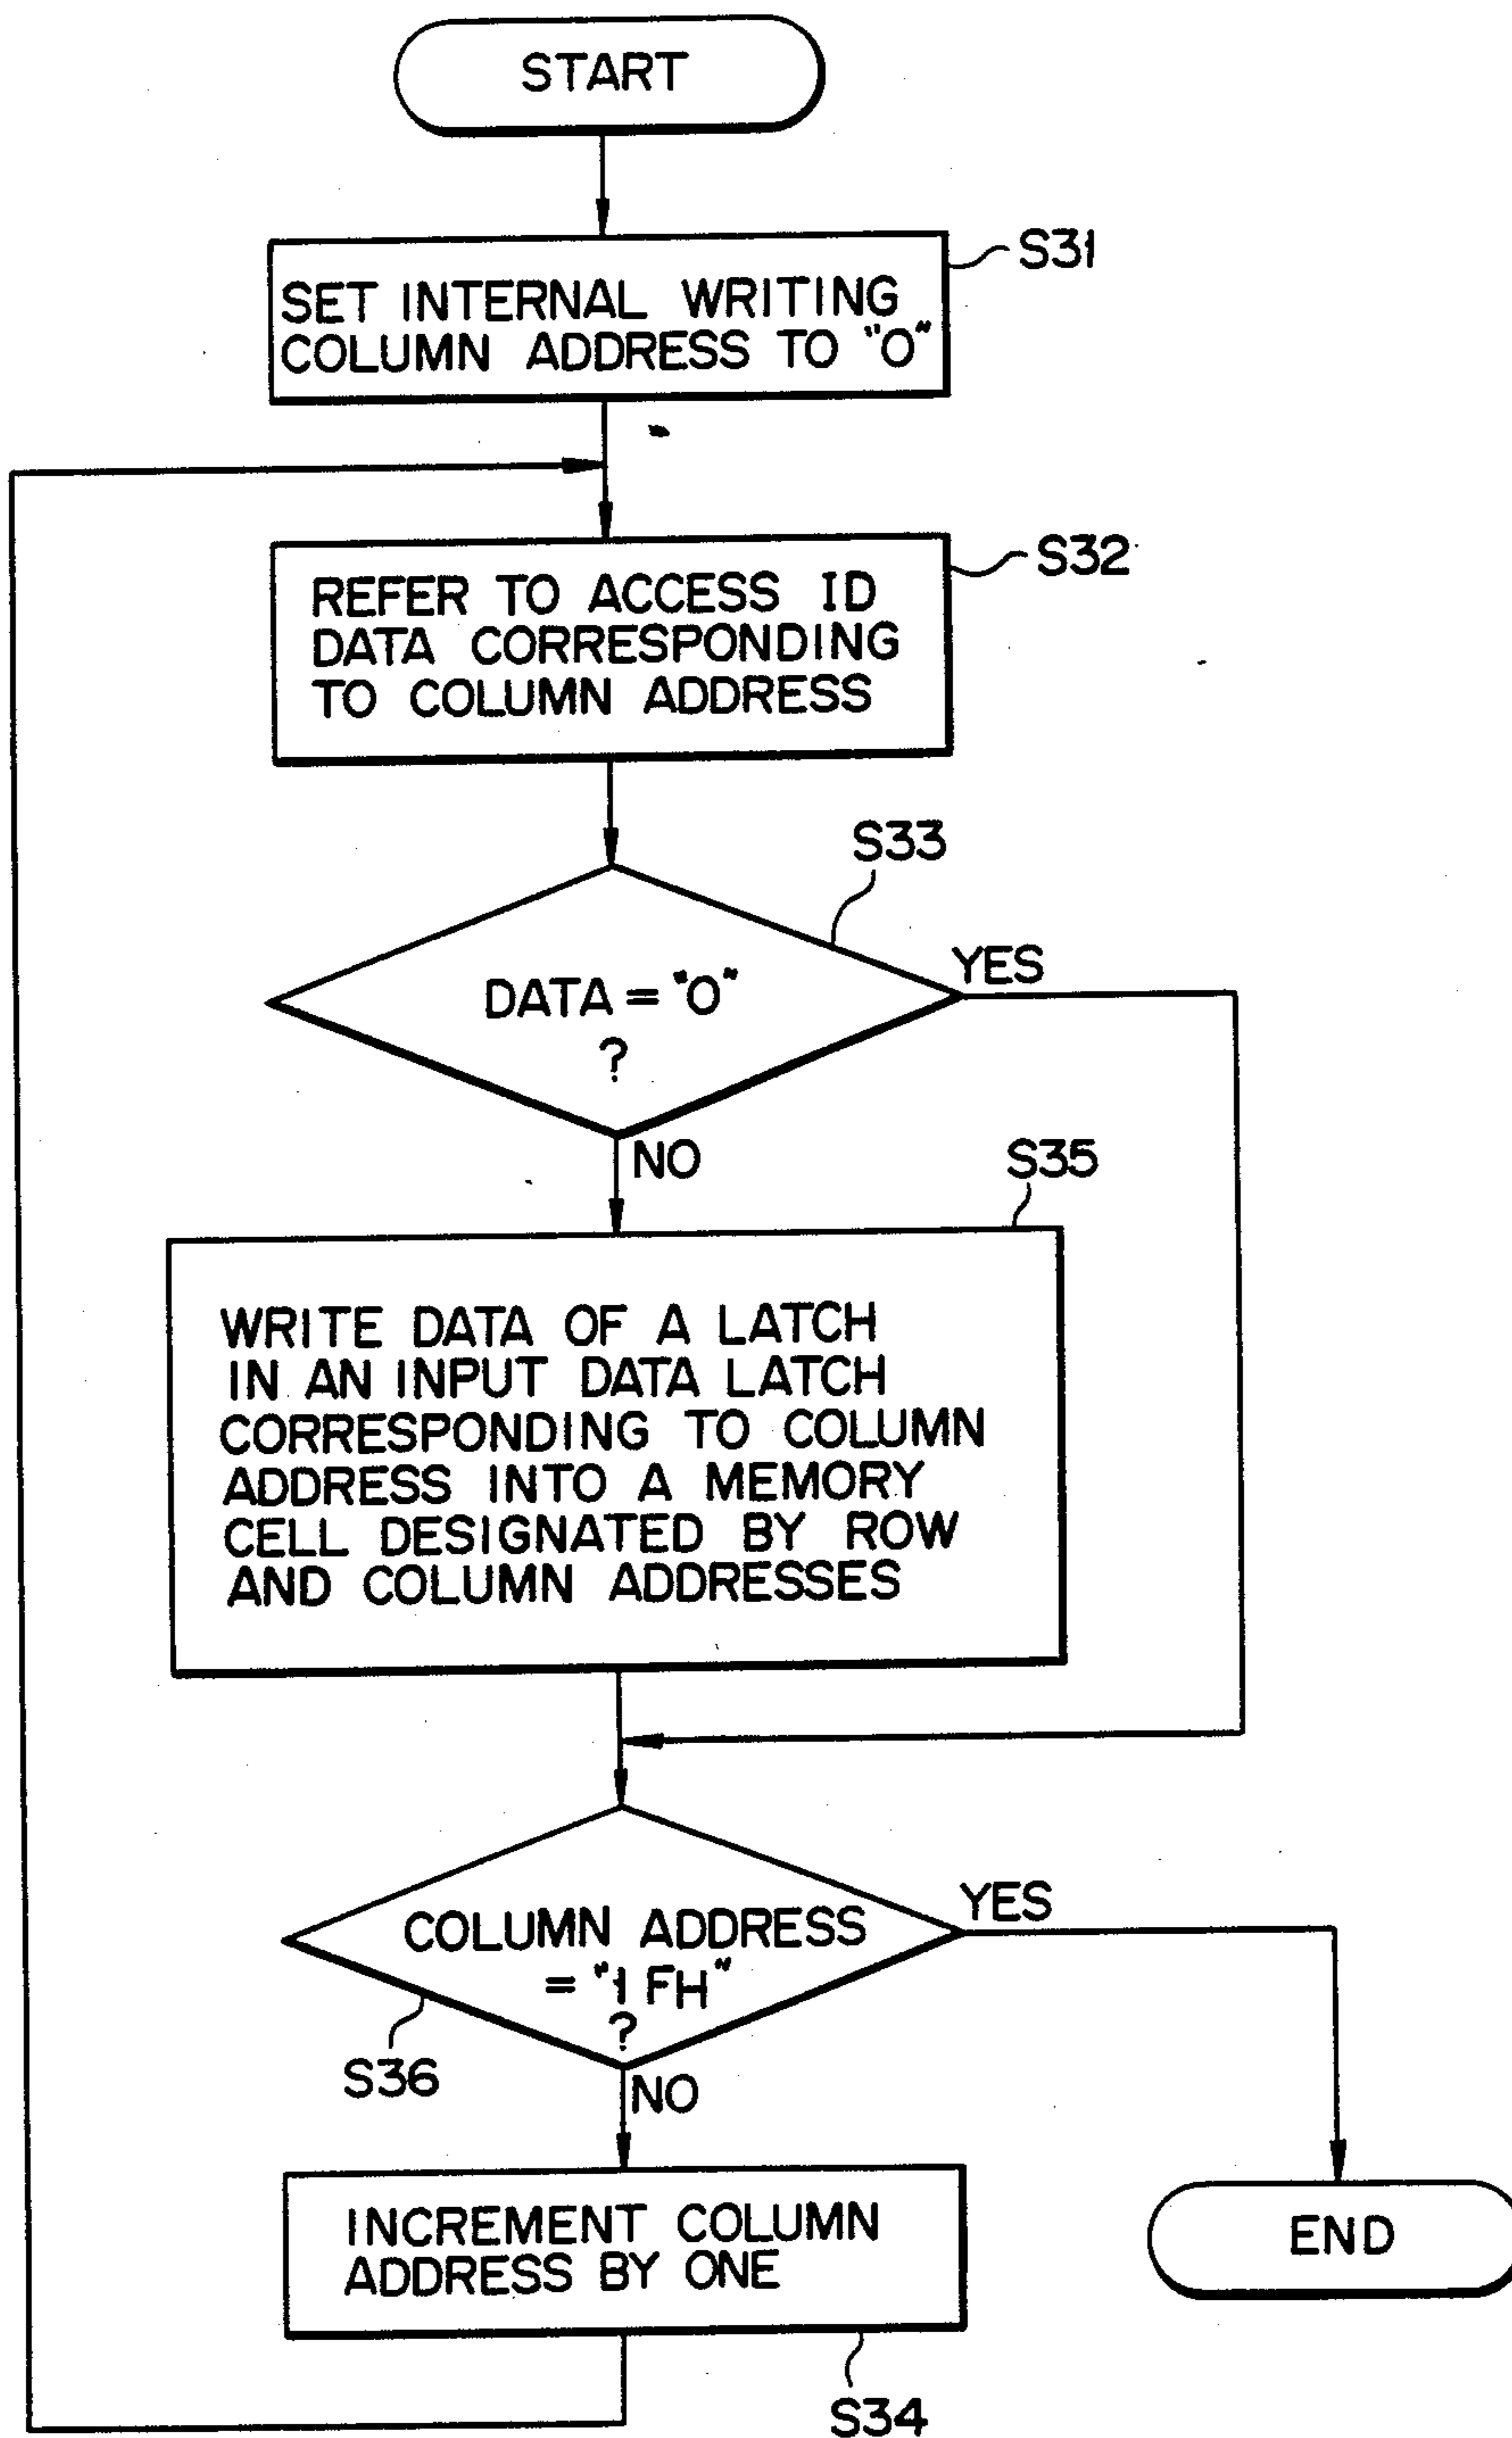 START
S31
SET INTERNAL WRITING
COLUMN ADDRESS TO "0"
S32
REFER TO ACCESS ID
DATA CORRESPONDING
TO COLUMN ADDRESS
S33
YES
DATA = "0"
?
NO
S35
WRITE DATA OF A LATCH
IN AN INPUT DATA LATCH
CORRESPONDING TO COLUMN
ADDRESS INTO A MEMORY
CELL DESIGNATED BY ROW
AND COLUMN ADDRESSES
YES
COLUMN ADDRESS
= "1 FH"
?
S36
NO
INCREMENT COLUMN
ADDRESS BY ONE
END
S34